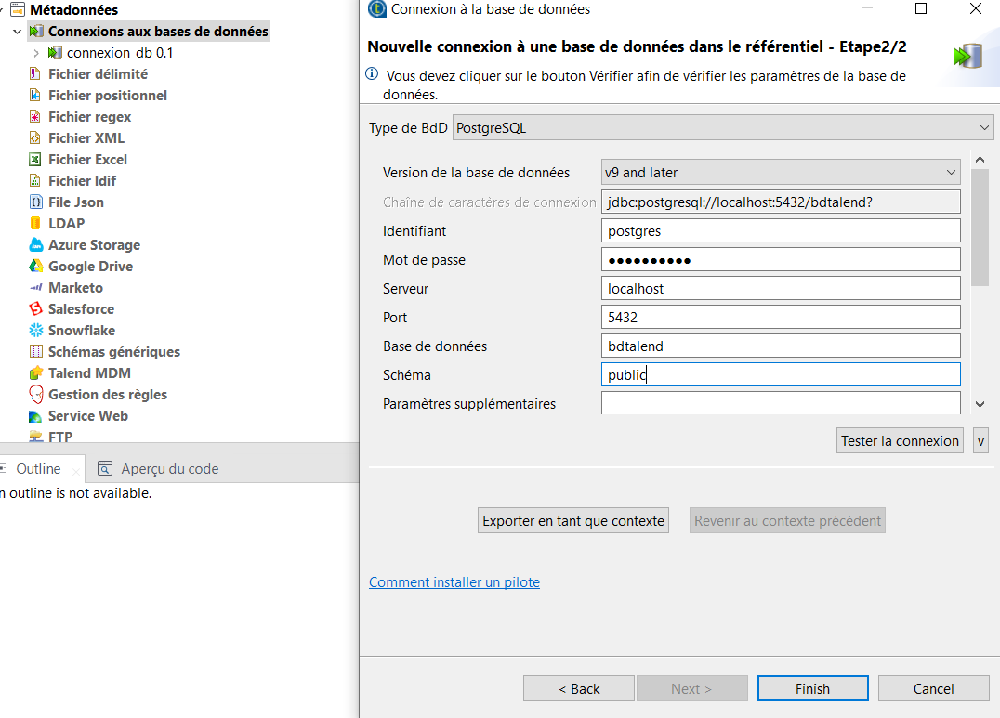 Métadonnées
Connexions aux bases de données
connexion_db 0.1
Fichier délimité
Fichier positionnel
Fichier regex
Fichier XML
Fichier Excel
Fichier ldif
File Json
LDAP
Azure Storage
Google Drive
Marketo
Salesforce
Snowflake
Schémas génériques
Talend MDM
Gestion des règles
Service Web
FTP
Outline
Aperçu du code
n outline is not available.
Connexion à la base de données
Nouvelle connexion à une base de données dans le référentiel - Etape2/2
Vous devez cliquer sur le bouton Vérifier afin de vérifier les paramètres de la base de
données.
Type de BdD PostgreSQL
Version de la base de données v9 and later
Chaîne de caractères de connexion jdbc:postgresql://localhost:5432/bdtalend?
Identifiant postgres
Mot de passe ●●●●●●●●●●
Serveur localhost
Port 5432
Base de données bdtalend
Schéma public
Paramètres supplémentaires
Tester la connexion v
Exporter en tant que contexte Revenir au contexte précédent
Comment installer un pilote
< Back Next > Finish Cancel